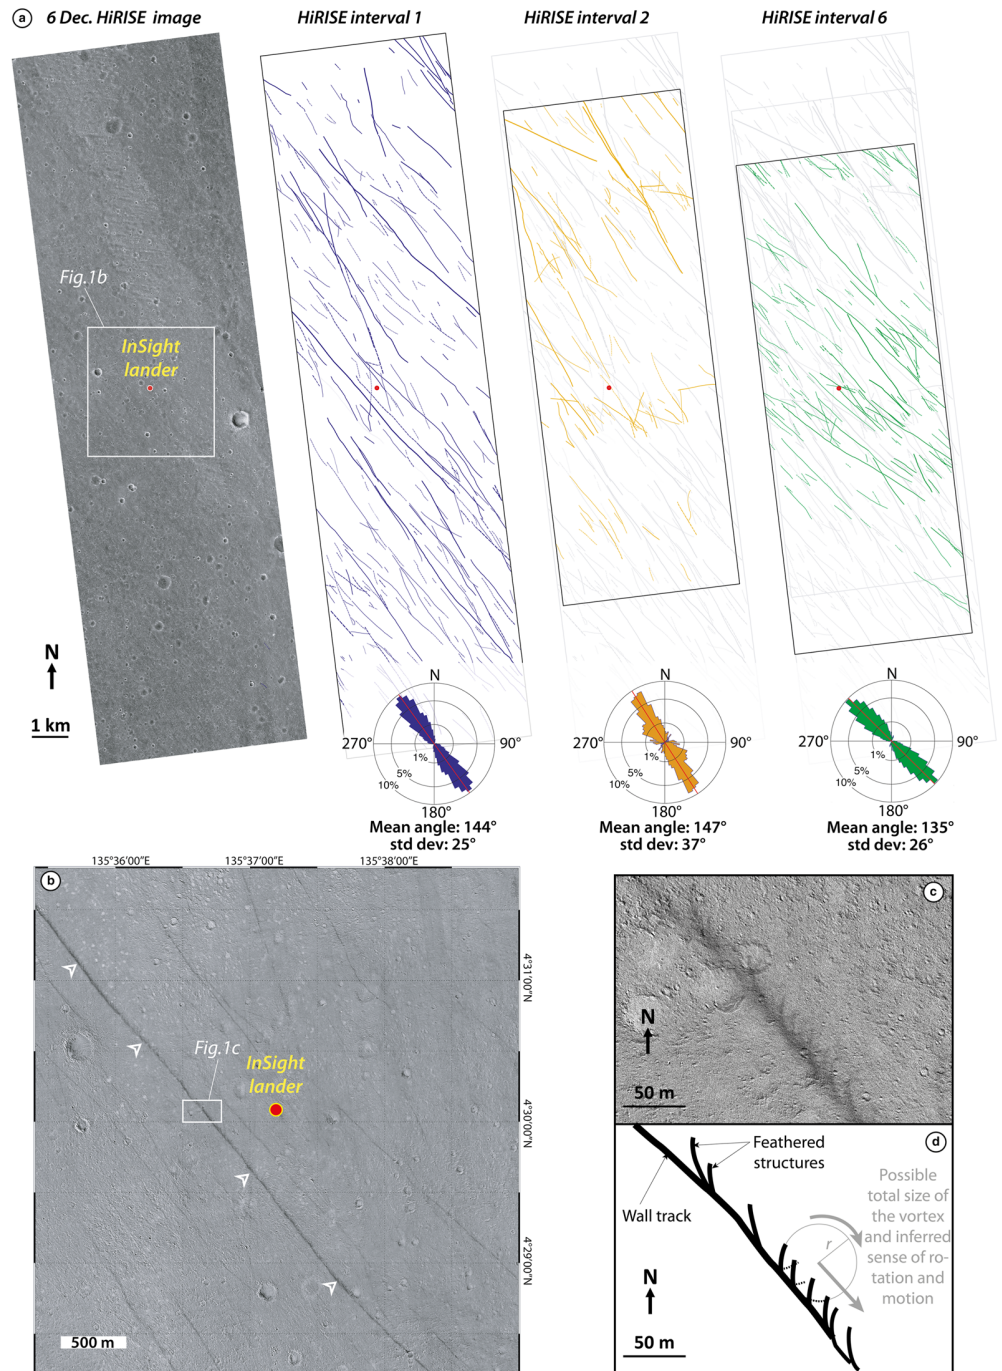 a 6 Dec. HiRISE image
HiRISE interval 1
HiRISE interval 2
HiRISE interval 6
Fig.1b
InSight
lander
N
1 km
N
270°
90°
1%
5%
10%
180°
Mean angle: 144°
std dev: 25°
N
270°
90°
1%
5%
10%
180°
Mean angle: 147°
std dev: 37°
N
270°
90°
1%
5%
10%
180°
Mean angle: 135°
std dev: 26°
135°36'00"E
135°37'00"E
135°38'00"E
b
4°31'00"N
4°30'00"N
4°29'00"N
Fig.1c
InSight
lander
500 m
c
N
50 m
d
Feathered
structures
Wall track
Possible
total size of
the vortex
and inferred
sense of ro-
tation and
motion
r
N
50 m